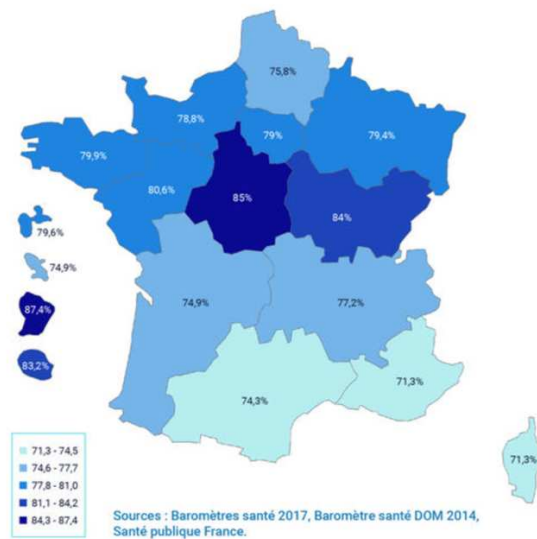 75,8%
78,8%
79%
79,4%
79,9%
80,6%
85%
84%
79,6%
74,9%
74,9%
77,2%
87,4%
83,2%
74,3%
71,3%
71,3%
71,3 - 74,5
74,6 - 77,7
77,8 - 81,0
81,1 - 84,2
84,3 - 87,4
Sources : Baromètres santé 2017, Baromètre santé DOM 2014,
Santé publique France.